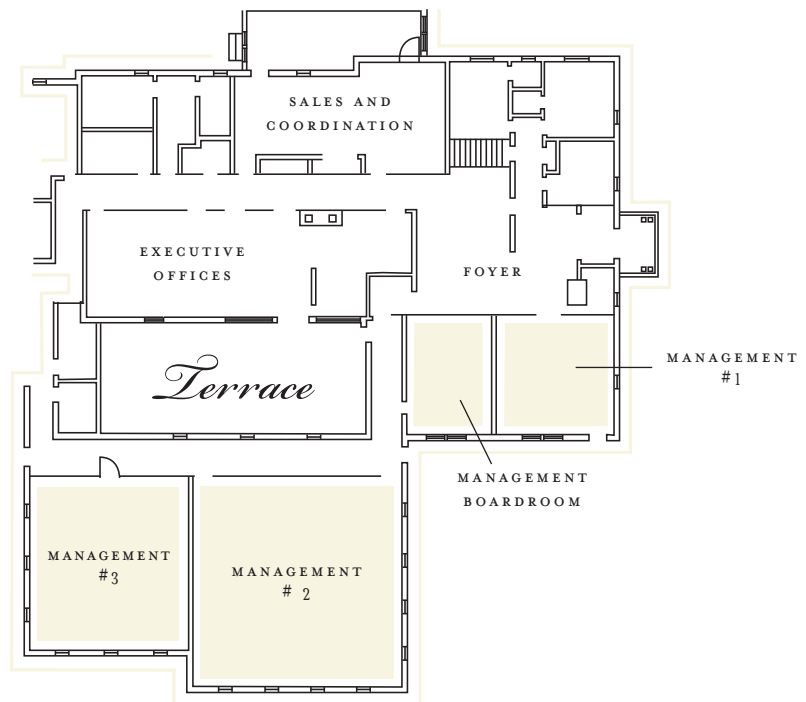 SALES AND
COORDINATION
EXECUTIVE
OFFICES
FOYER
Terrace
MANAGEMENT
#1
MANAGEMENT
BOARDROOM
MANAGEMENT
#3
MANAGEMENT
# 2